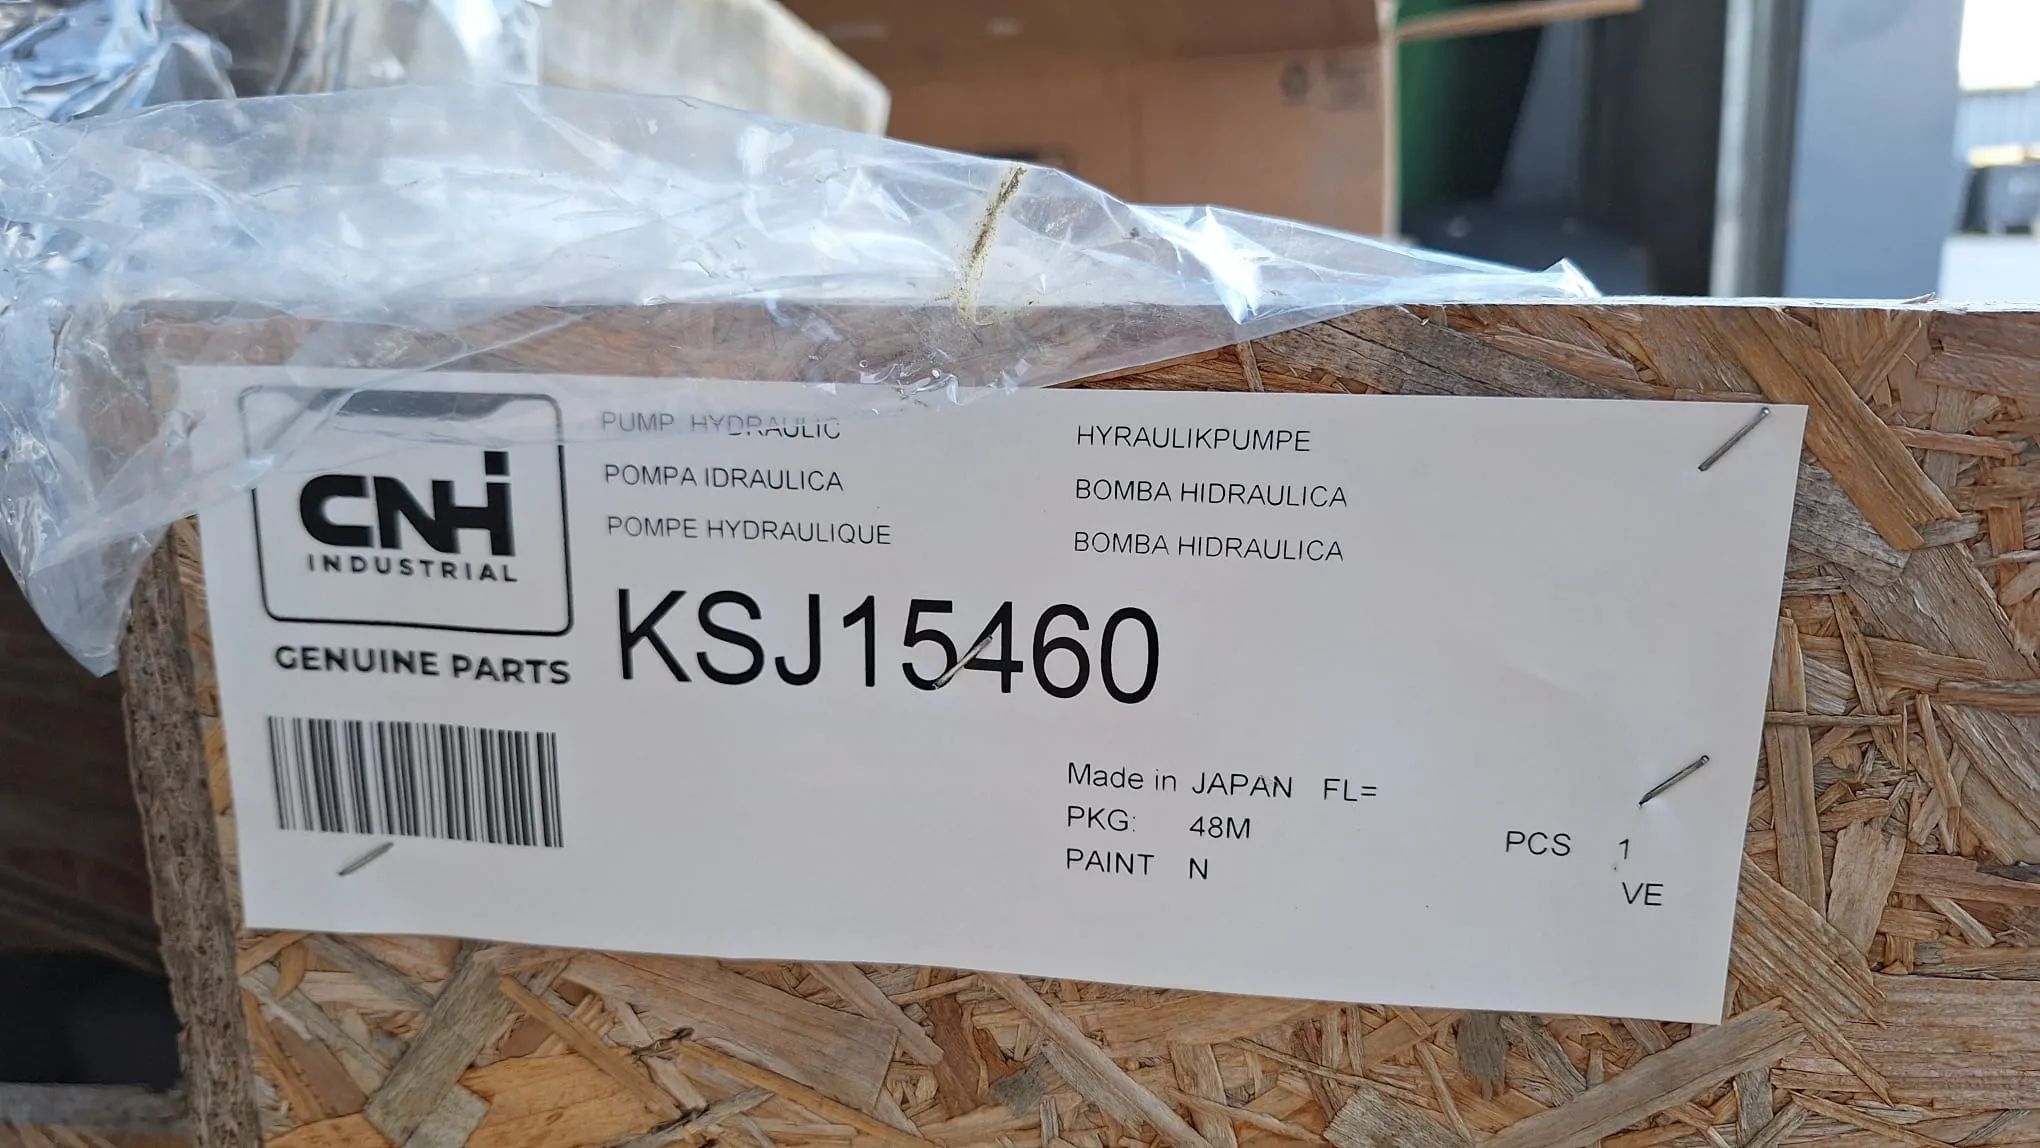 CNHi
INDUSTRIAL
GENUINE PARTS
PUMP HYDRAULIC
POMPA IDRAULICA
POMPE HYDRAULIQUE
HYRAULIKPUMPE
BOMBA HIDRAULICA
BOMBA HIDRAULICA
KSJ15460
Made in JAPAN FL=
PKG: 48M
PAINT N
PCS 1
VE